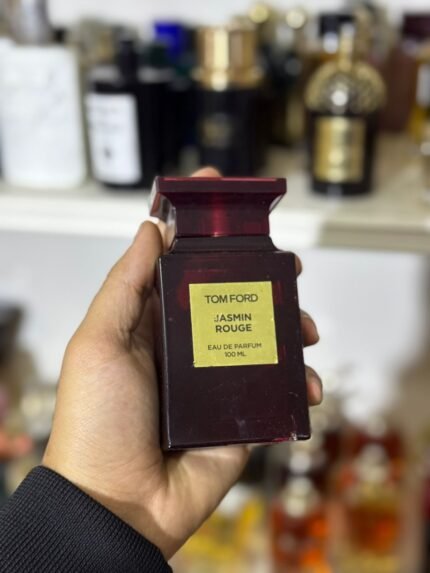 TOM FORD
JASMIN
ROUGE
EAU DE PARFUM
100 ML